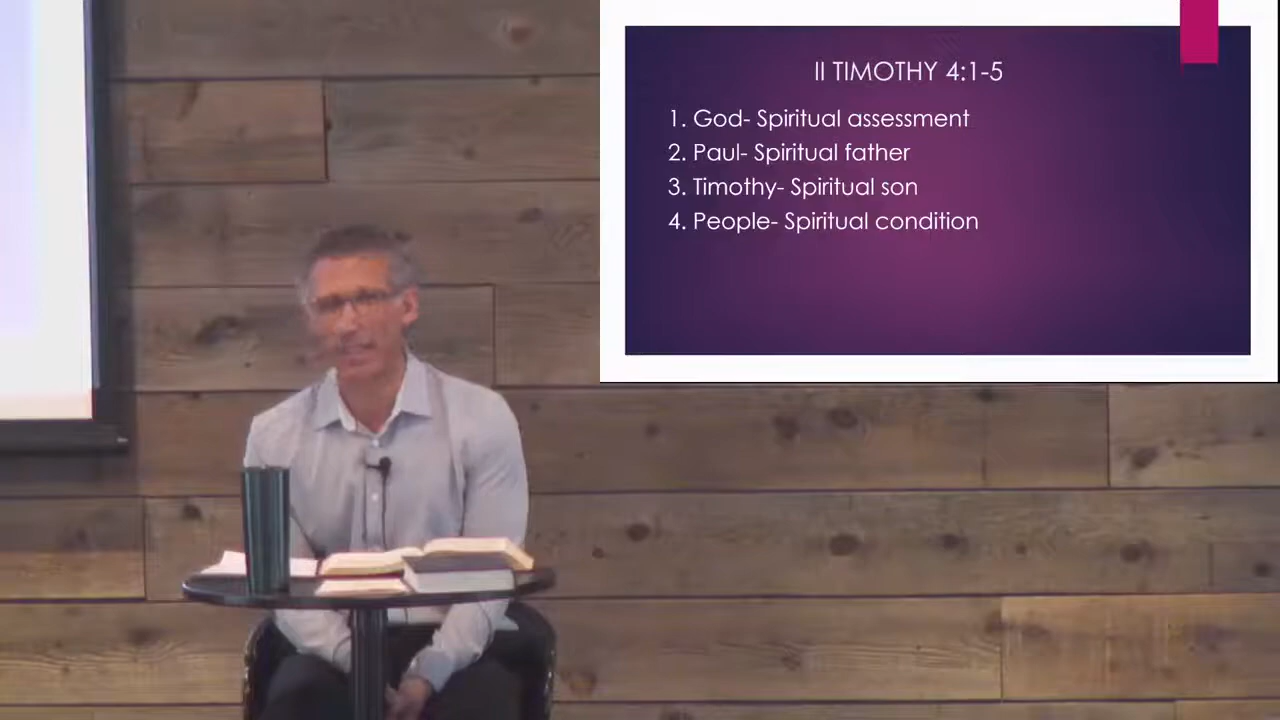 II TIMOTHY 4:1-5
1. God- Spiritual assessment
2. Paul- Spiritual father
3. Timothy- Spiritual son
4. People- Spiritual condition